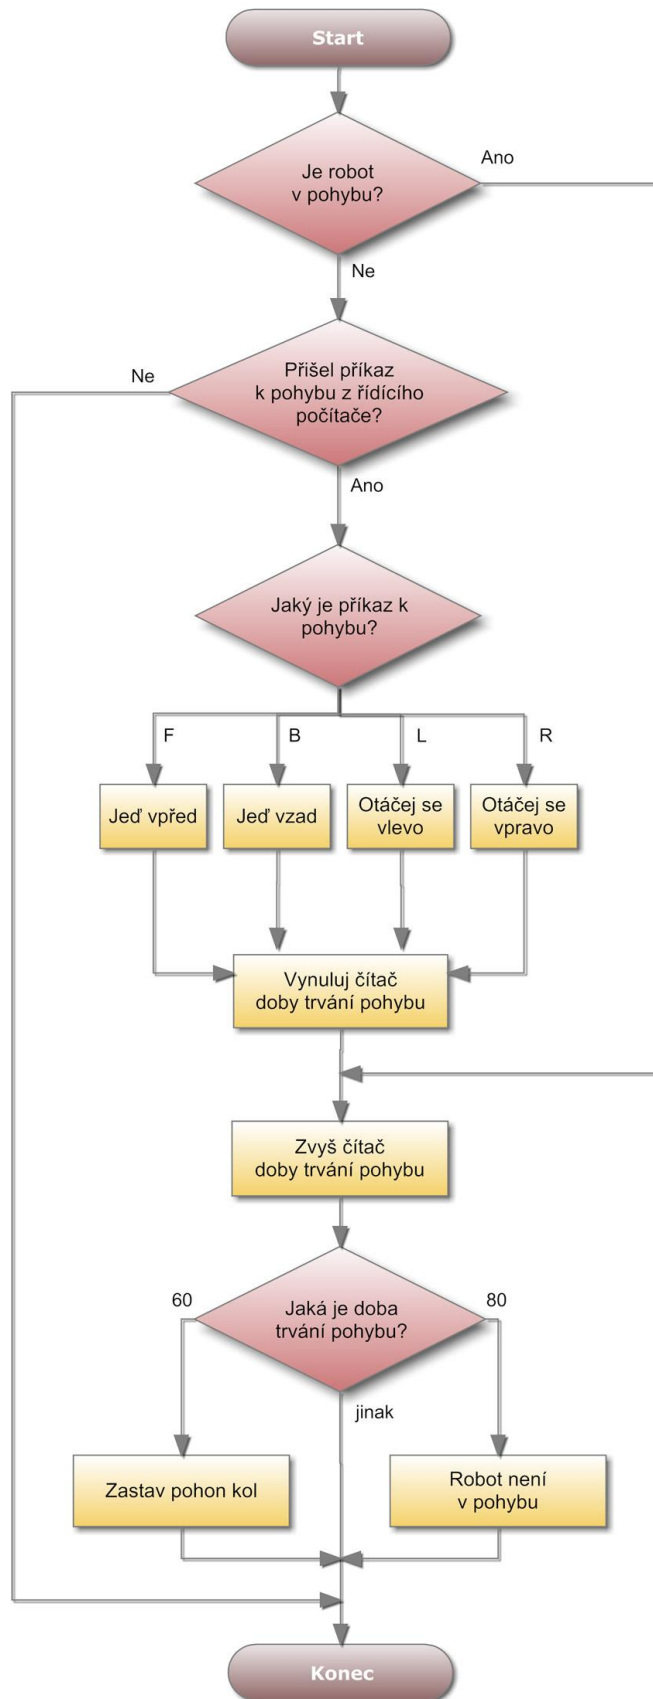 Start
Je robot
v pohybu?
Ano
Ne
Přišel příkaz
k pohybu z řídícího
počítače?
Ne
Ano
Jaký je příkaz k
pohybu?
F
B
L
R
Jeď vpřed
Jeď vzad
Otáčej se
vlevo
Otáčej se
vpravo
Vynuluj čítač
doby trvání pohybu
Zvyš čítač
doby trvání pohybu
Jaká je doba
trvání pohybu?
60
80
jinak
Zastav pohon kol
Robot není
v pohybu
Konec